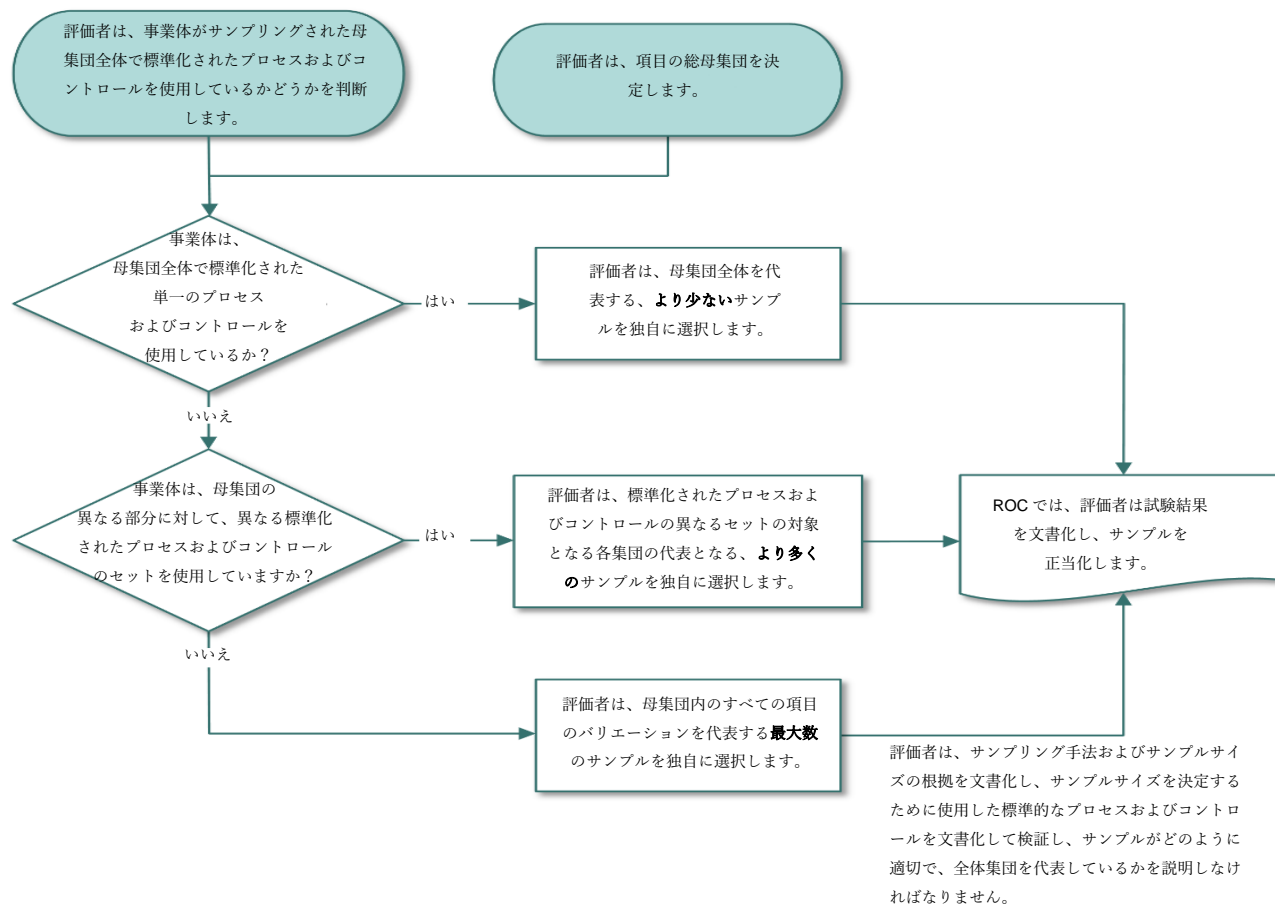 評価者は、事業体がサンプリングされた母
集団全体で標準化されたプロセスおよびコ
ントロールを使用しているかどうかを判断
します。
評価者は、項目の総母集団を決
定します。
事業体は、
母集団全体で標準化された
単一のプロセス
およびコントロールを
使用しているか？
はい
評価者は、母集団全体を代
表する、より少ないサンプ
ルを独自に選択します。
いいえ
事業体は、母集団の
異なる部分に対して、異なる標準化
されたプロセスおよびコントロール
のセットを使用していますか？
はい
評価者は、標準化されたプロセスおよ
びコントロールの異なるセットの対象
となる各集団の代表となる、より多く
のサンプルを独自に選択します。
ROC では、評価者は試験結果
を文書化し、サンプルを
正当化します。
いいえ
評価者は、母集団内のすべての項目
のバリエーションを代表する最大数
のサンプルを独自に選択します。
評価者は、サンプリング手法およびサンプルサイ
ズの根拠を文書化し、サンプルサイズを決定する
ために使用した標準的なプロセスおよびコントロ
ールを文書化して検証し、サンプルがどのように
適切で、全体集団を代表しているかを説明しなけ
ればなりません。